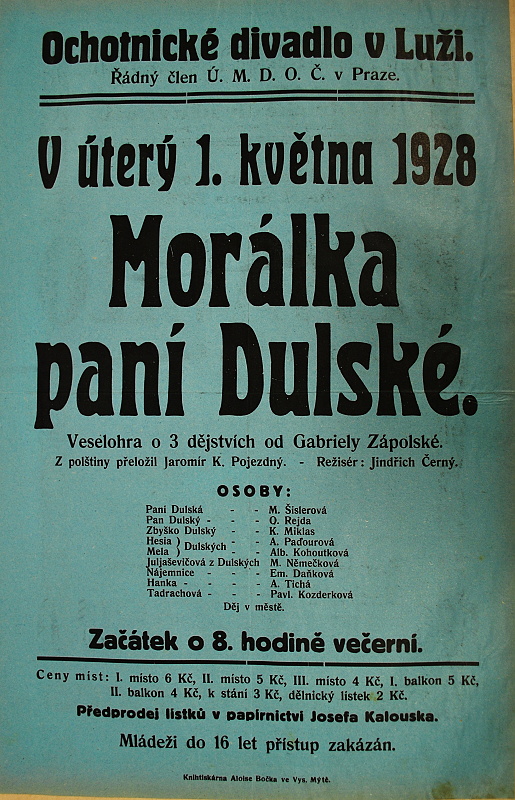 Ochotnické divadlo v Luži.
Řádný člen Ú. M. D. O. Č. v Praze.
V úterý 1. května 1928
Morálka
paní Dulské.
Veselohra o 3 dějstvích od Gabriely Zápolské.
Z polštiny přeložil Jaromír K. Pojezdný. - Režisér: Jindřich Černý.
OSOBY:
Paní Dulská - - M. Šislerová
Pan Dulský - - - O. Rejda
Zbyško Dulský - - K. Miklas
Hesia } Dulských - - A. Paďourová
Mela } Dulských - - Alb. Kohoutková
Juljaševičová z Dulských M. Němečková
Nájemnice - - - Em. Daňková
Hanka - - - - A. Tichá
Tadrachová - - - Pavl. Kozderková
Děj v městě.
Začátek o 8. hodině večerní.
Ceny míst: I. místo 6 Kč, II. místo 5 Kč, III. místo 4 Kč, I. balkon 5 Kč,
II. balkon 4 Kč, k stání 3 Kč, dělnický lístek 2 Kč.
Předprodej lístků v papírnictví Josefa Kalouska.
Mládeži do 16 let přístup zakázán.
Knihtiskárna Aloise Bočka ve Vys. Mýtě.